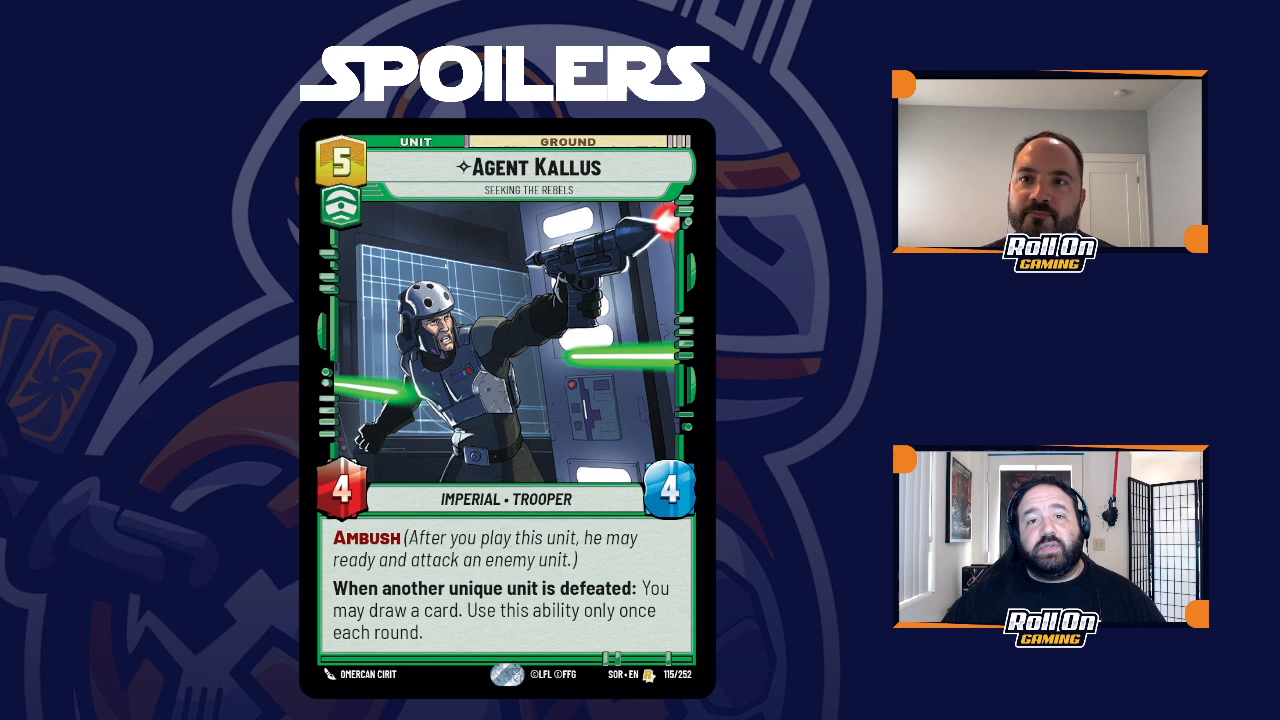 SPOILERS
UNIT
GROUND
5
✧AGENT KALLUS
SEEKING THE REBELS
4
IMPERIAL • TROOPER
4
AMBUSH (After you play this unit, he may
ready and attack an enemy unit.)
When another unique unit is defeated: You
may draw a card. Use this ability only once
each round.
OMERCAN CIRIT
©LFL ©FFG
SOR • EN
115/252
Roll On
GAMING
Roll On
GAMING